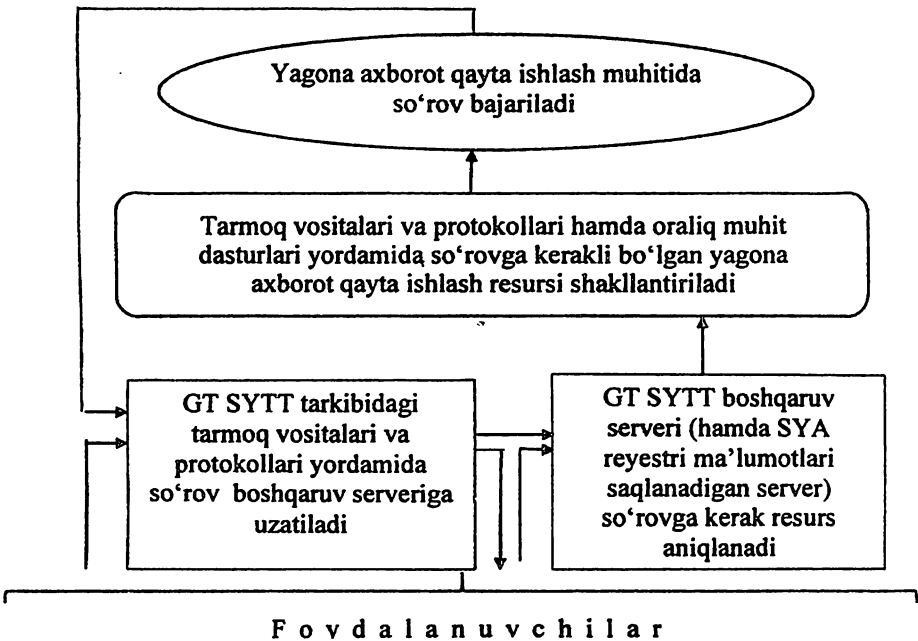 Yagona axborot qayta ishlash muhitida
so‘rov bajariladi
Tarmoq vositalari va protokollari hamda oraliq muhit
dasturlari yordamida so‘rovga kerakli bo‘lgan yagona
axborot qayta ishlash resursi shakllantiriladi
GT SYTT tarkibidagi
tarmoq vositalari va
protokollari yordamida
so‘rov boshqaruv serveriga
uzatiladi
GT SYTT boshqaruv
serveri (hamda SYA
reyestri ma’lumotlari
saqlanadigan server)
so‘rovga kerak resurs
aniqlanadi
Foydalanuvchilar